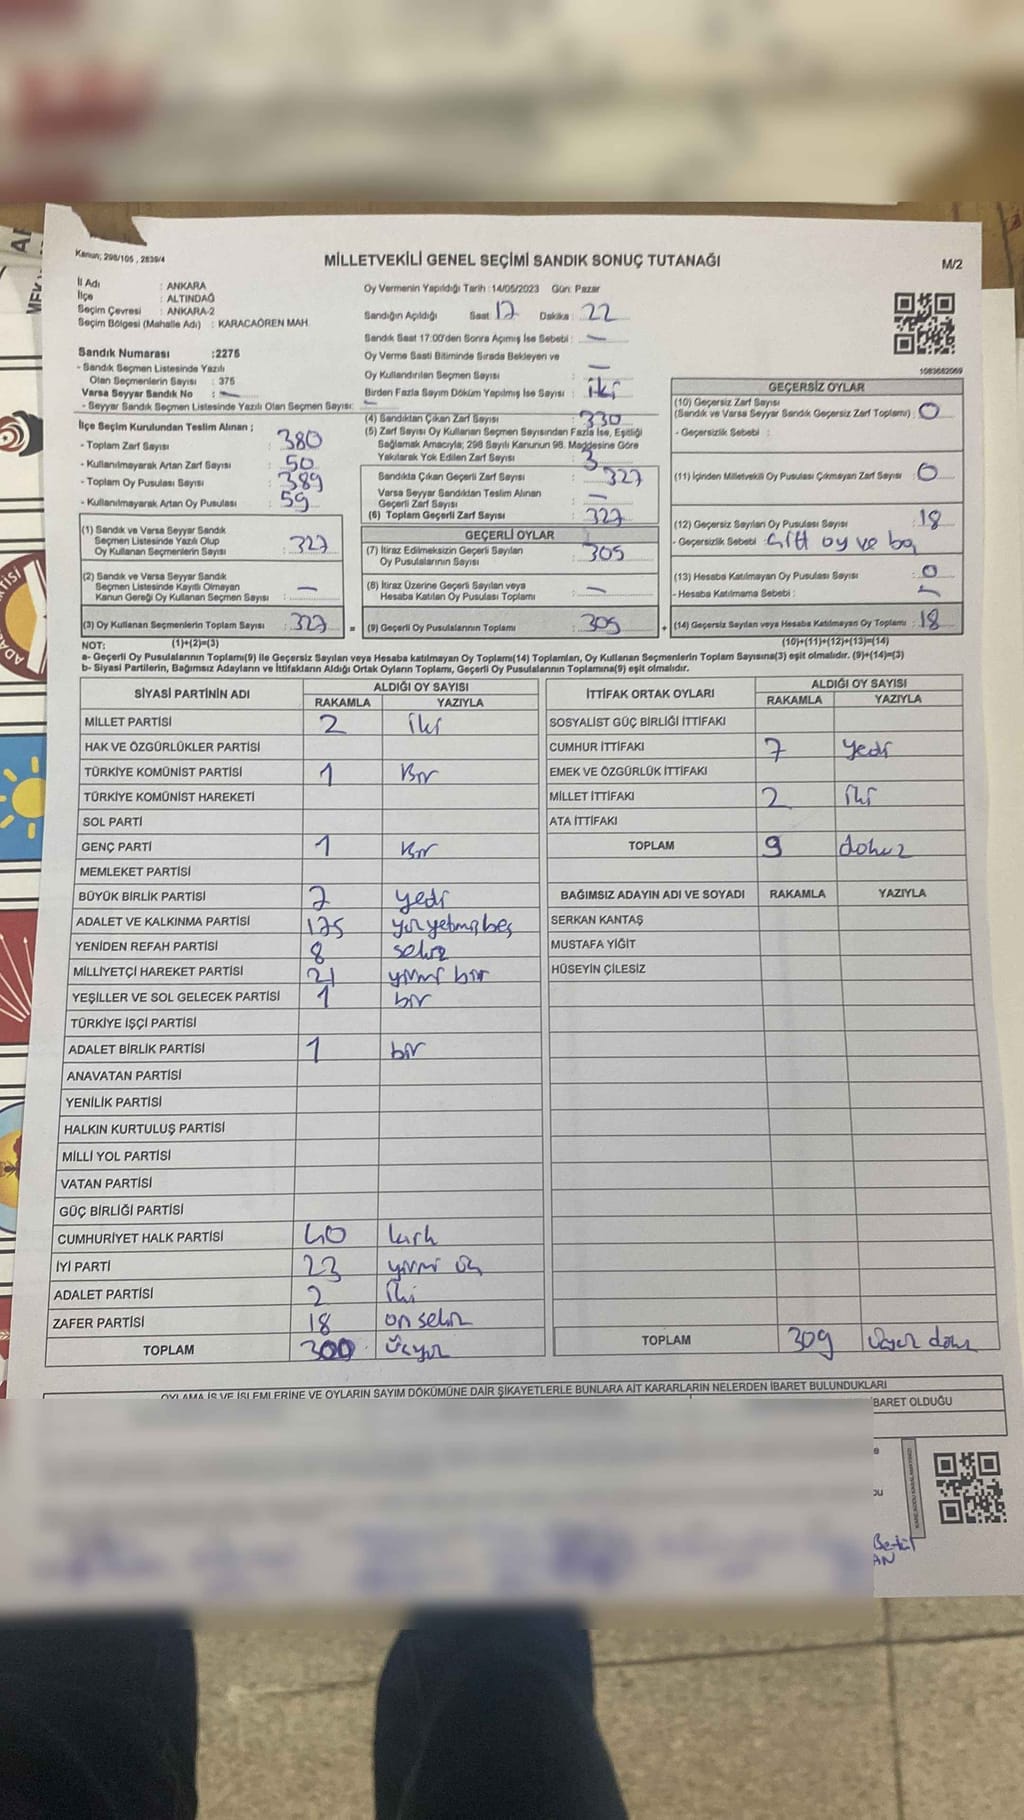 Kanun; 298/105 , 2839/4
MİLLETVEKİLİ GENEL SEÇİMİ SANDIK SONUÇ TUTANAĞI
M/2
İl Adı : ANKARA
İlçe : ALTINDAĞ
Seçim Çevresi : ANKARA-2
Seçim Bölgesi (Mahalle Adı) : KARACAÖREN MAH.
Sandık Numarası :2276
- Sandık Seçmen Listesinde Yazılı
Olan Seçmenlerin Sayısı : 375
Varsa Seyyar Sandık No : —
- Seyyar Sandık Seçmen Listesinde Yazılı Olan Seçmen Sayısı: —
İlçe Seçim Kurulundan Teslim Alınan ;
- Toplam Zarf Sayısı : 380
- Kullanılmayarak Artan Zarf Sayısı : 50
- Toplam Oy Pusulası Sayısı : 389
- Kullanılmayarak Artan Oy Pusulası : 59
Oy Vermenin Yapıldığı Tarih :14/05/2023 Gün: Pazar
Sandığın Açıldığı Saat : 17 Dakika : 22
Sandık Saat 17:00'den Sonra Açımış İse Sebebi : —
Oy Verme Saati Bitiminde Sırada Bekleyen ve
Oy Kullandırılan Seçmen Sayısı : —
Birden Fazla Sayım Döküm Yapılmış İse Sayısı : iki
(4) Sandıktan Çıkan Zarf Sayısı : 330
(5) Zarf Sayısı Oy Kullanan Seçmen Sayısından Fazla İse, Eşitliği
Sağlamak Amacıyla; 298 Sayılı Kanunun 98. Maddesine Göre
Yakılarak Yok Edilen Zarf Sayısı : 3
Sandıkta Çıkan Geçerli Zarf Sayısı : 327
Varsa Seyyar Sandıktan Teslim Alınan
Geçerli Zarf Sayısı : —
(6) Toplam Geçerli Zarf Sayısı : 327
1083682069
GEÇERSİZ OYLAR
(10) Geçersiz Zarf Sayısı
(Sandık ve Varsa Seyyar Sandık Geçersiz Zarf Toplamı) : 0
- Geçersizlik Sebebi :
(11) İçinden Milletvekili Oy Pusulası Çıkmayan Zarf Sayısı : 0
(12) Geçersiz Sayılan Oy Pusulası Sayısı : 18
- Geçersizlik Sebebi : Çift oy ve boş
(13) Hesaba Katılmayan Oy Pusulası Sayısı : 0
- Hesaba Katılmama Sebebi : —
(14) Geçersiz Sayılan veya Hesaba Katılmayan Oy Toplamı : 18
(10)+(11)+(12)+(13)=(14)
(1) Sandık ve Varsa Seyyar Sandık
Seçmen Listesinde Yazılı Olup
Oy Kullanan Seçmenlerin Sayısı : 327
(2) Sandık ve Varsa Seyyar Sandık
Seçmen Listesinde Kayıtlı Olmayan
Kanun Gereği Oy Kullanan Seçmen Sayısı : —
(3) Oy Kullanan Seçmenlerin Toplam Sayısı : 327 =
GEÇERLİ OYLAR
(7) İtiraz Edilmeksizin Geçerli Sayılan
Oy Pusulalarının Sayısı : 305
(8) İtiraz Üzerine Geçerli Sayılan veya
Hesaba Katılan Oy Pusulası Toplamı : —
(9) Geçerli Oy Pusulalarının Toplamı : 305 +
NOT: (1)+(2)=(3)
a- Geçerli Oy Pusulalarının Toplamı(9) ile Geçersiz Sayılan veya Hesaba katılmayan Oy Toplamı(14) Toplamları, Oy Kullanan Seçmenlerin Toplam Sayısına(3) eşit olmalıdır. (9)+(14)=(3)
b- Siyasi Partilerin, Bağımsız Adayların ve İttifakların Aldığı Ortak Oyların Toplamı, Geçerli Oy Pusulalarının Toplamına(9) eşit olmalıdır.
SİYASİ PARTİNİN ADI ALDIĞI OY SAYISI
RAKAMLA YAZIYLA
MİLLET PARTİSİ 2 iki
HAK VE ÖZGÜRLÜKLER PARTİSİ
TÜRKİYE KOMÜNİST PARTİSİ 1 Bir
TÜRKİYE KOMÜNİST HAREKETİ
SOL PARTİ
GENÇ PARTİ 1 Bir
MEMLEKET PARTİSİ
BÜYÜK BİRLİK PARTİSİ 7 yedi
ADALET VE KALKINMA PARTİSİ 175 yüzyetmişbeş
YENİDEN REFAH PARTİSİ 8 sekiz
MİLLİYETÇİ HAREKET PARTİSİ 21 yirmi bir
YEŞİLLER VE SOL GELECEK PARTİSİ 1 bir
TÜRKİYE İŞÇİ PARTİSİ
ADALET BİRLİK PARTİSİ 1 bir
ANAVATAN PARTİSİ
YENİLİK PARTİSİ
HALKIN KURTULUŞ PARTİSİ
MİLLİ YOL PARTİSİ
VATAN PARTİSİ
GÜÇ BİRLİĞİ PARTİSİ
CUMHURİYET HALK PARTİSİ 40 kırk
İYİ PARTİ 23 yirmi üç
ADALET PARTİSİ 2 iki
ZAFER PARTİSİ 18 on sekiz
TOPLAM 300 Üçyüz
İTTİFAK ORTAK OYLARI ALDIĞI OY SAYISI
RAKAMLA YAZIYLA
SOSYALİST GÜÇ BİRLİĞİ İTTİFAKI
CUMHUR İTTİFAKI 7 yedi
EMEK VE ÖZGÜRLÜK İTTİFAKI
MİLLET İTTİFAKI 2 iki
ATA İTTİFAKI
TOPLAM 9 dokuz
BAĞIMSIZ ADAYIN ADI VE SOYADI RAKAMLA YAZIYLA
SERKAN KANTAŞ
MUSTAFA YİĞİT
HÜSEYİN ÇİLESİZ
TOPLAM 309 Üçyüz dokuz
OYLAMA İŞ VE İŞLEMLERİNE VE OYLARIN SAYIM DÖKÜMÜNE DAİR ŞİKAYETLERLE BUNLARA AİT KARARLARIN NELERDEN İBARET BULUNDUKLARI
BARET OLDUĞU